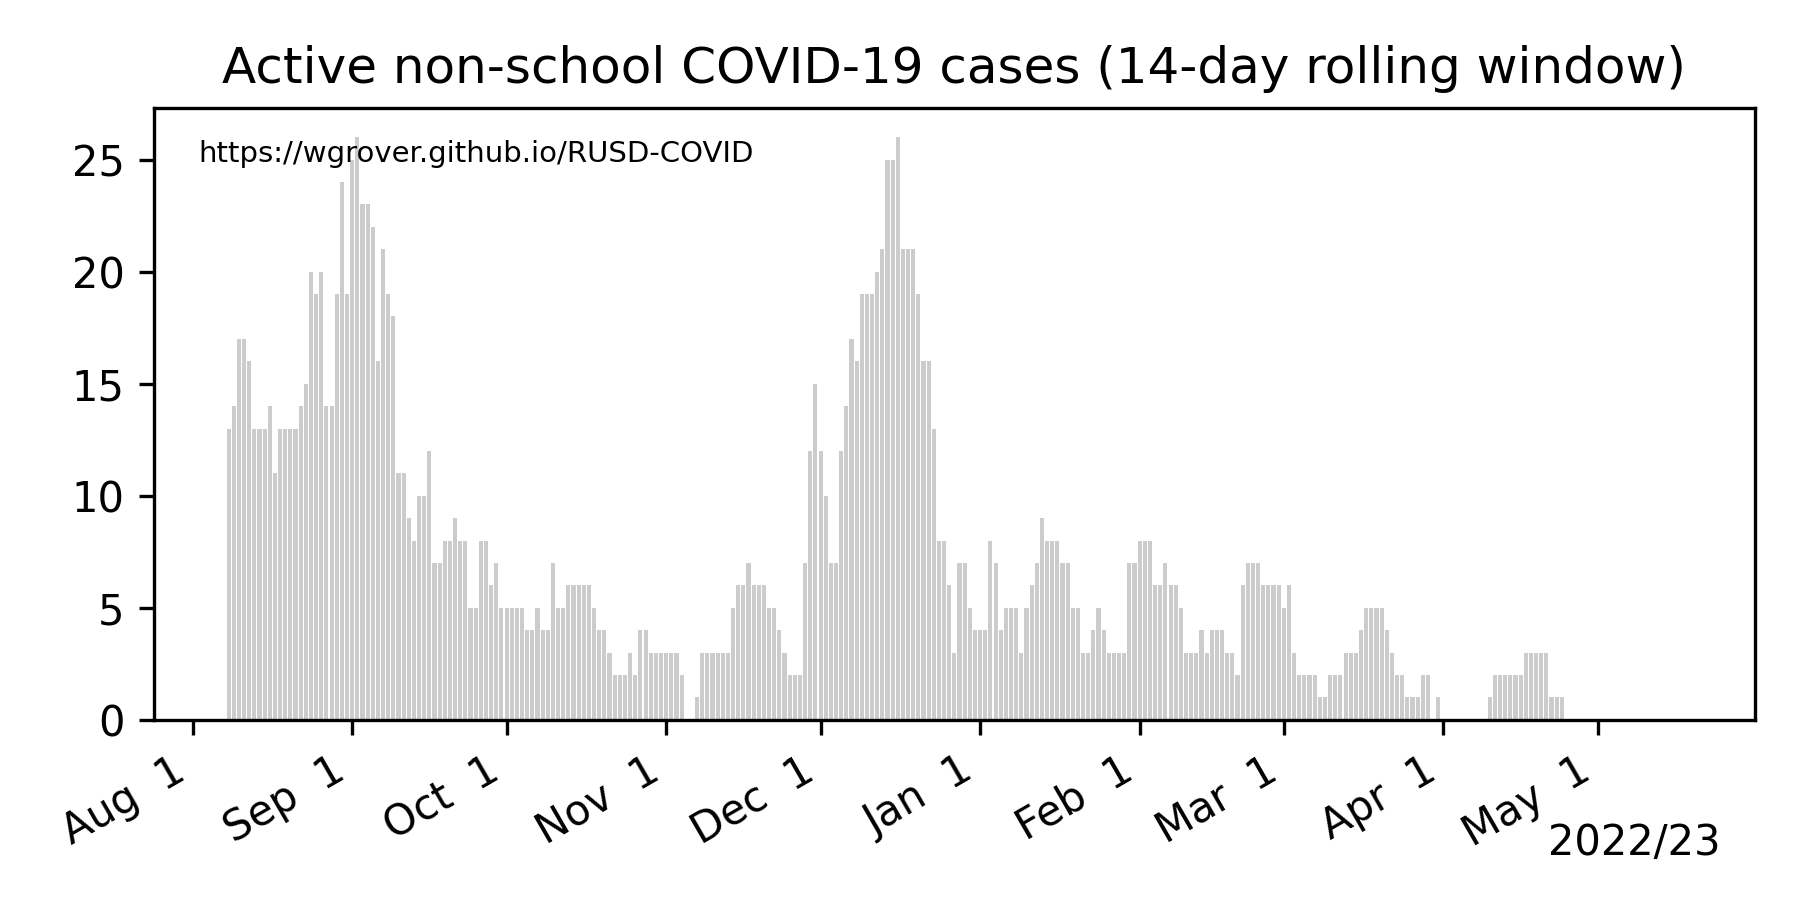 Active non-school COVID-19 cases (14-day rolling window)
https://wgrover.github.io/RUSD-COVID
25
20
15
10
5
0
Aug 1
Sep 1
Oct 1
Nov 1
Dec 1
Jan 1
Feb 1
Mar 1
Apr 1
May 1
2022/23